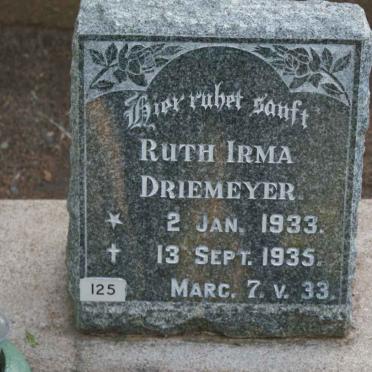 Hier ruhet sanft
RUTH IRMA
DRIEMEYER
☆ 2 JAN. 1933.
✝ 13 SEPT. 1935.
125 MARC. 7. V. 33.